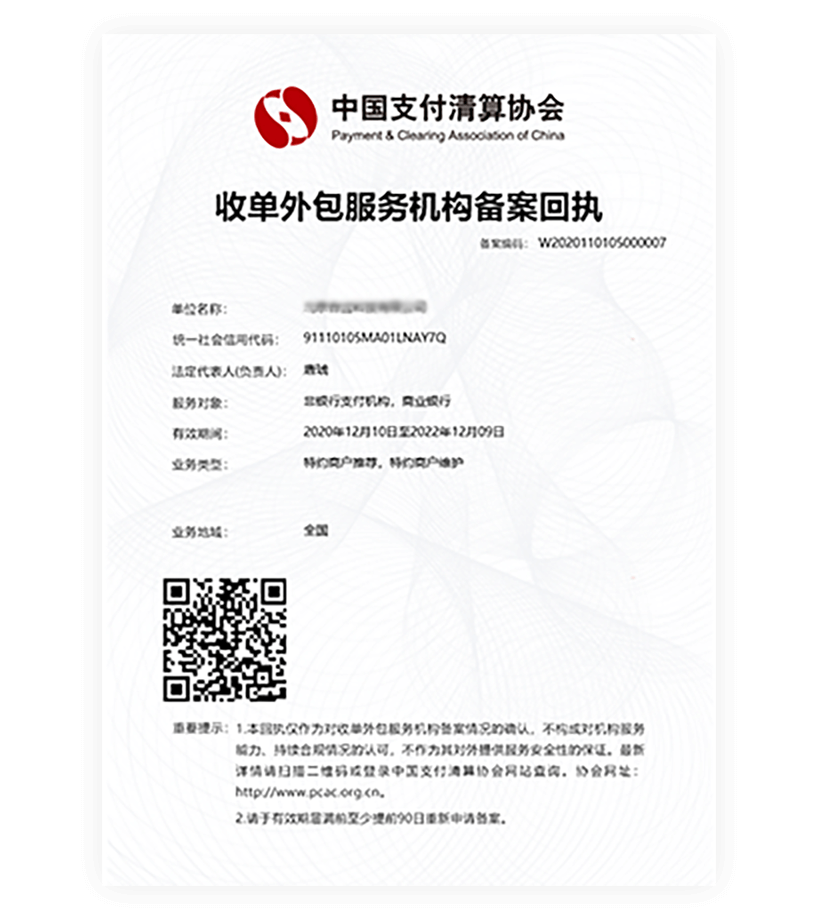 中国支付清算协会
Payment & Clearing Association of China
收单外包服务机构备案回执
备案编码： W2020110105000007
单位名称：
统一社会信用代码： 91110105MA01LNAY7Q
法定代表人(负责人)：
服务对象： 非银行支付机构，商业银行
有效期间： 2020年12月10日至2022年12月09日
业务类型： 特约商户推荐，特约商户维护
业务地域： 全国
重要提示：1.本回执仅作为对收单外包服务机构备案情况的确认，不构成对机构服务
能力、持续合规情况的认可，不作为其对外提供服务安全性的保证。最新
详情请扫描二维码或登录中国支付清算协会网站查询。协会网址：
http://www.pcac.org.cn。
2.请于有效期届满前至少提前90日重新申请备案。